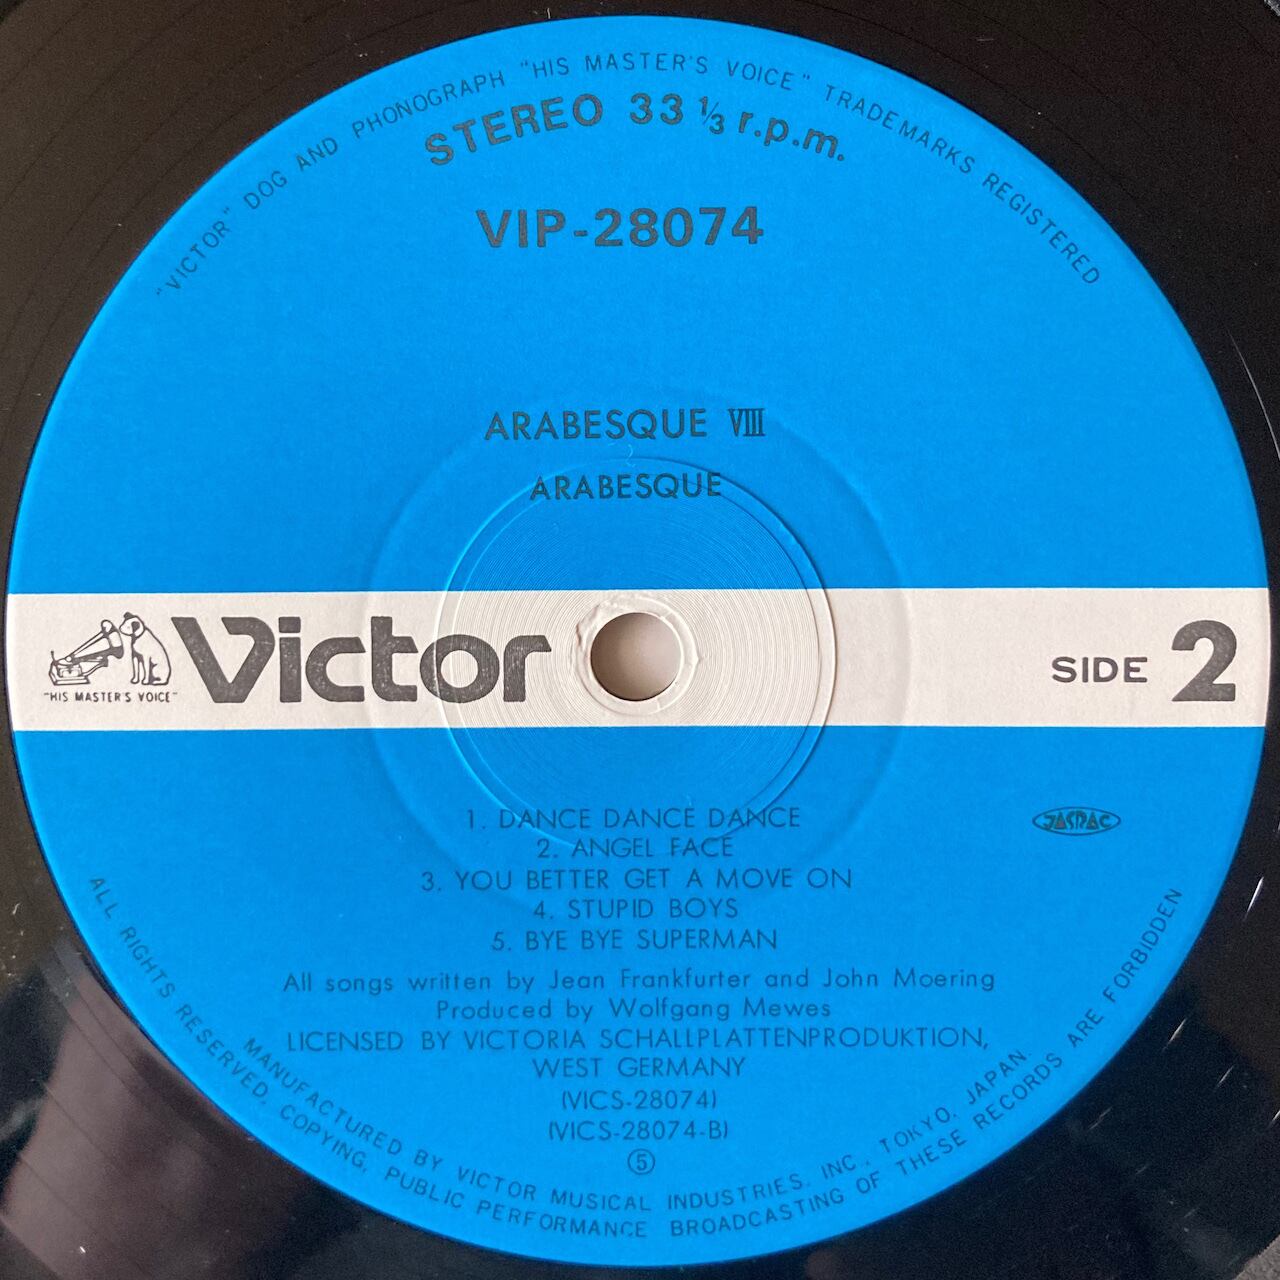 "VICTOR" DOG AND PHONOGRAPH "HIS MASTER'S VOICE" TRADEMARKS REGISTERED
STEREO 33 ⅓ r.p.m.
VIP-28074
ARABESQUE Ⅷ
ARABESQUE
"HIS MASTER'S VOICE"
Victor
SIDE 2
1. DANCE DANCE DANCE
JASRAC
2. ANGEL FACE
3. YOU BETTER GET A MOVE ON
4. STUPID BOYS
5. BYE BYE SUPERMAN
All songs written by Jean Frankfurter and John Moering
Produced by Wolfgang Mewes
LICENSED BY VICTORIA SCHALLPLATTENPRODUKTION,
WEST GERMANY
(VICS-28074)
(VICS-28074-B)
⑤
MANUFACTURED BY VICTOR MUSICAL INDUSTRIES, INC., TOKYO, JAPAN.
ALL RIGHTS RESERVED. COPYING, PUBLIC PERFORMANCE BROADCASTING OF THESE RECORDS ARE FORBIDDEN